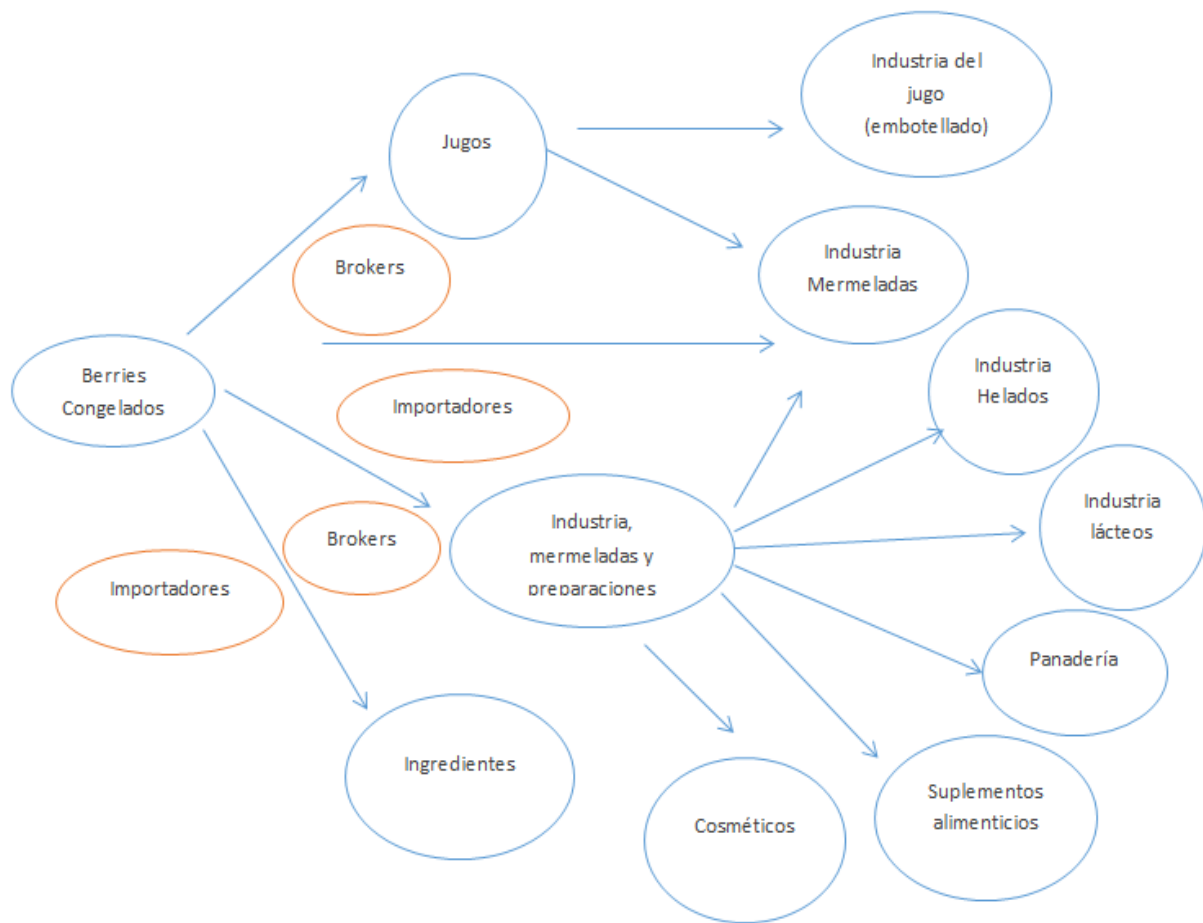 Industria del
jugo
(embotellado)
Jugos
Industria
Mermeladas
Brokers
Berries
Congelados
Importadores
Industria
Helados
Industria,
mermeladas y
preparaciones
Brokers
Importadores
Industria
lácteos
Panadería
Ingredientes
Cosméticos
Suplementos
alimenticios